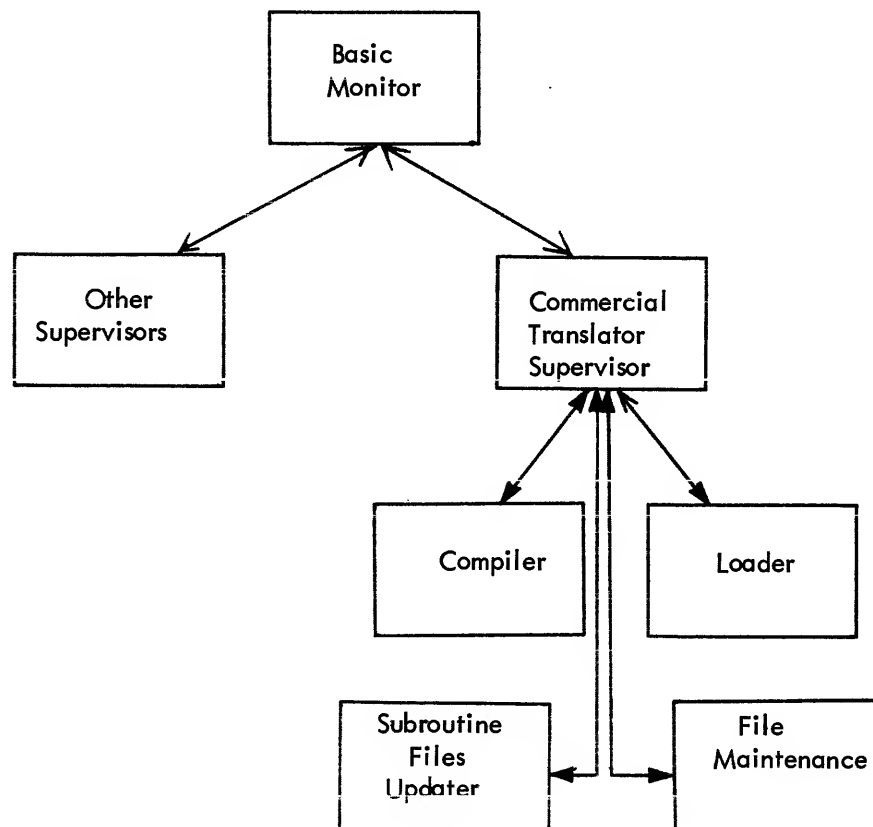 Basic
Monitor
Other
Supervisors
Commercial
Translator
Supervisor
Compiler
Loader
Subroutine
Files
Updater
File
Maintenance